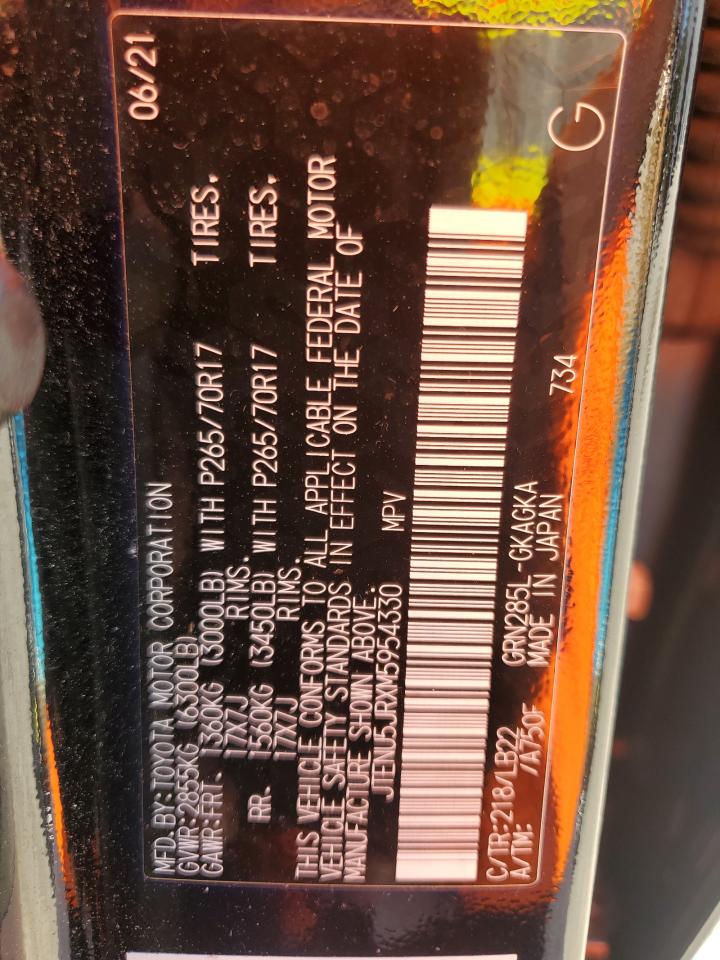 MFD.BY:TOYOTA MOTOR CORPORATION 06/21
GVWR:2855KG (6300LB)
GAWR:FRT. 1360KG (3000LB) WITH P265/70R17 TIRES.
17X7J RIMS.
RR. 1560KG (3450LB) WITH P265/70R17 TIRES.
17X7J RIMS.
THIS VEHICLE CONFORMS TO ALL APPLICABLE FEDERAL MOTOR
VEHICLE SAFETY STANDARDS IN EFFECT ON THE DATE OF
MANUFACTURE SHOWN ABOVE.
JTENU5JRXM5954330 MPV
C/TR:218/LB22 GRN285L-GKAGKA
A/TM: /A750F MADE IN JAPAN 734 G